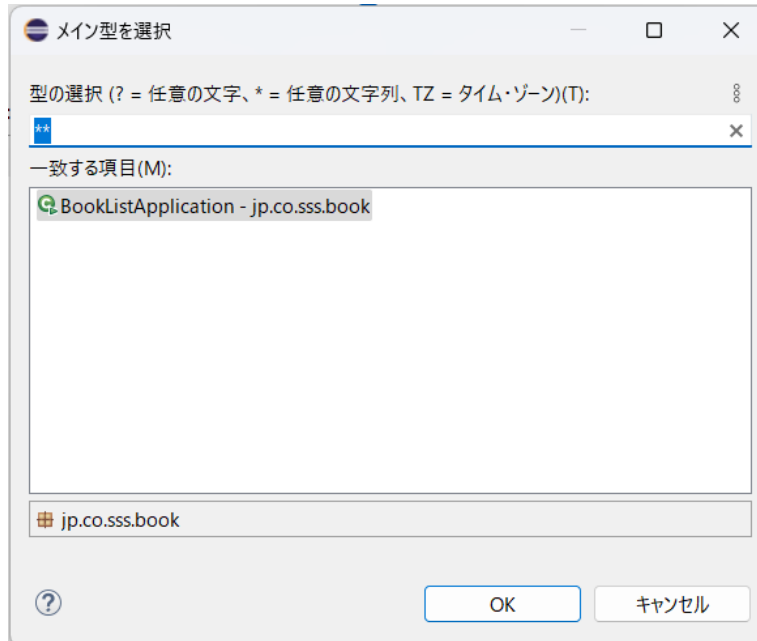 メイン型を選択
型の選択 (? = 任意の文字、* = 任意の文字列、TZ = タイム・ゾーン)(T):
**
一致する項目(M):
BookListApplication - jp.co.sss.book
jp.co.sss.book
OK キャンセル